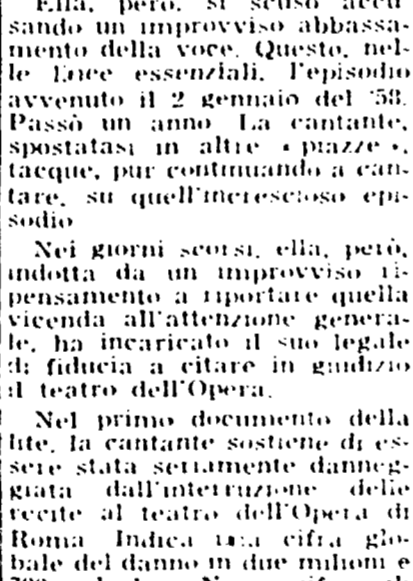 Ella, però, si scusò accu-
sando un improvviso abbassa-
mento della voce. Questo, nel-
le linee essenziali, l'episodio
avvenuto il 2 gennaio del '58.
Passò un anno La cantante,
spostatasi in altre « piazze »,
tacque, pur continuando a can-
tare, su quell'increscioso epi-
sodio
Nei giorni scorsi, ella, però,
indotta da un improvviso ri-
pensamento a riportare quella
vicenda all'attenzione genera-
le, ha incaricato il suo legale
di fiducia a citare in giudizio
il teatro dell'Opera.
Nel primo documento della
lite, la cantante sostiene di es-
sere stata seriamente danneg-
giata dall'interruzione delle
recite al teatro dell'Opera di
Roma Indica una cifra glo-
bale del danno in due milioni e